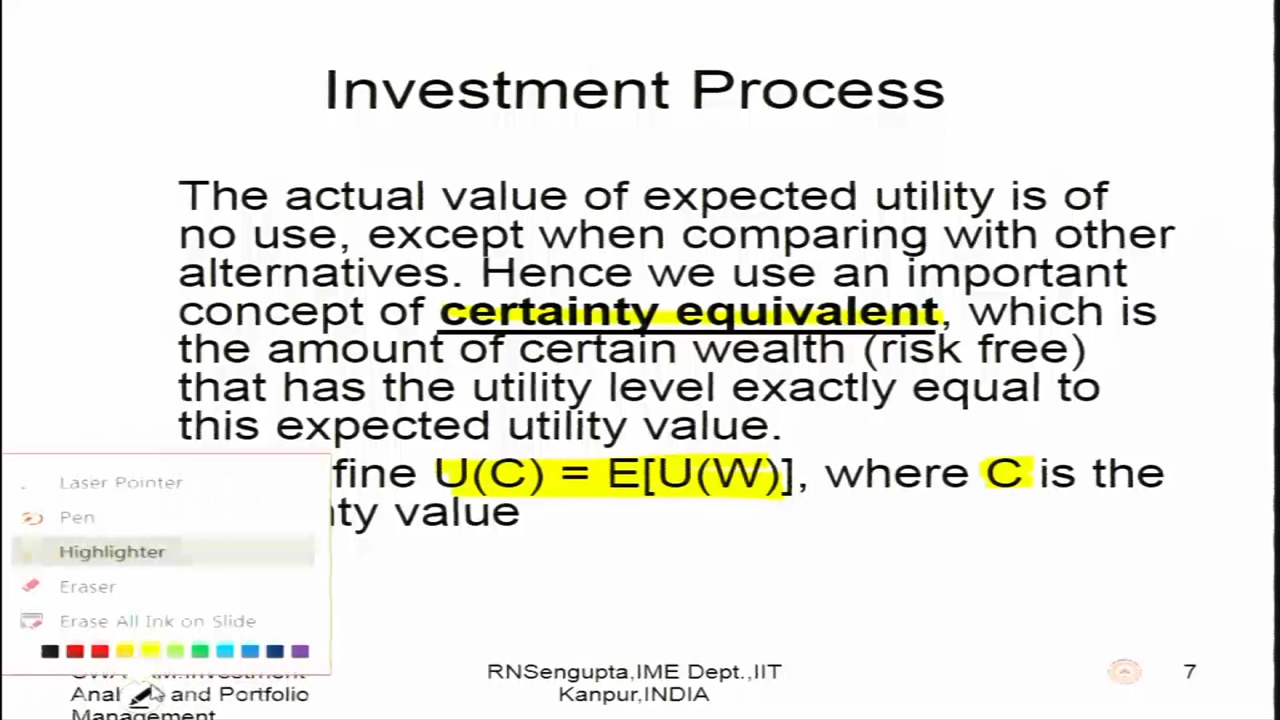 Investment Process
The actual value of expected utility is of
no use, except when comparing with other
alternatives. Hence we use an important
concept of certainty equivalent, which is
the amount of certain wealth (risk free)
that has the utility level exactly equal to
this expected utility value.
fine U(C) = E[U(W)], where C is the
nty value
Laser Pointer
Pen
Highlighter
Eraser
Erase All Ink on Slide
and Portfolio
Management
RNSengupta,IME Dept.,IIT
Kanpur,INDIA
7